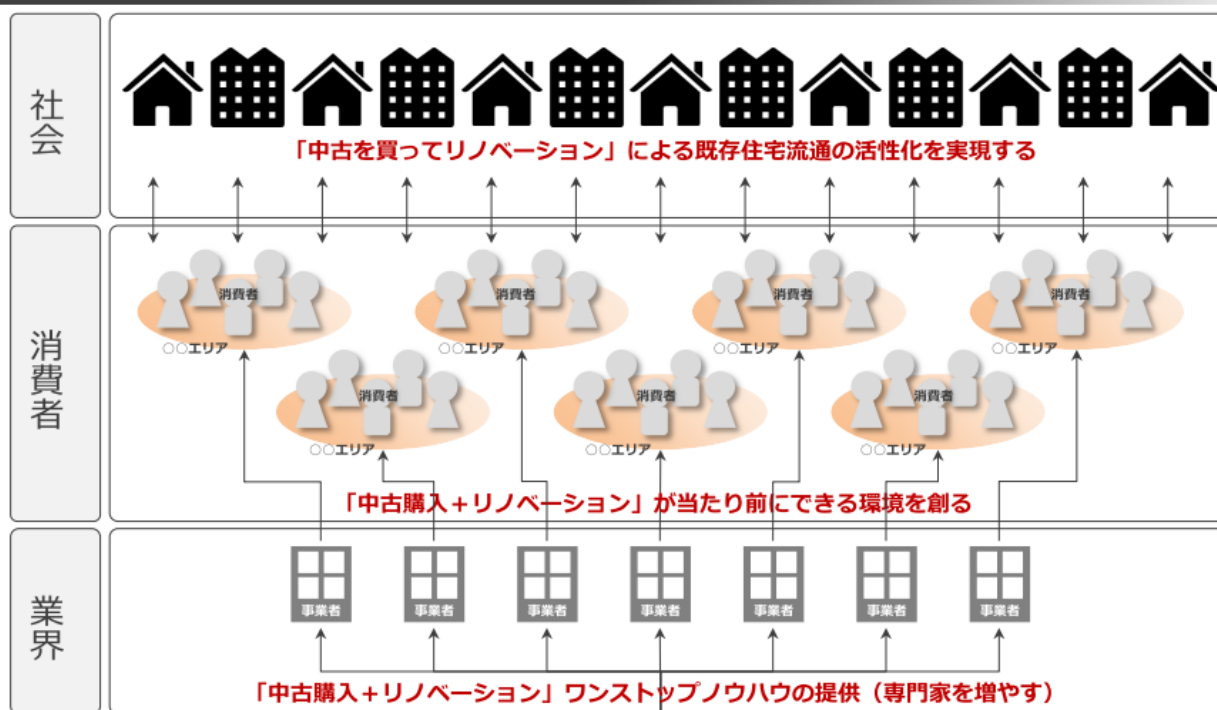 社会
「中古を買ってリノベーション」による既存住宅流通の活性化を実現する
消費者
消費者
消費者
消費者
消費者
○○エリア
○○エリア
○○エリア
○○エリア
消費者
消費者
消費者
○○エリア
○○エリア
○○エリア
「中古購入＋リノベーション」が当たり前にできる環境を創る
業界
事業者
事業者
事業者
事業者
事業者
事業者
事業者
「中古購入＋リノベーション」ワンストップノウハウの提供（専門家を増やす）